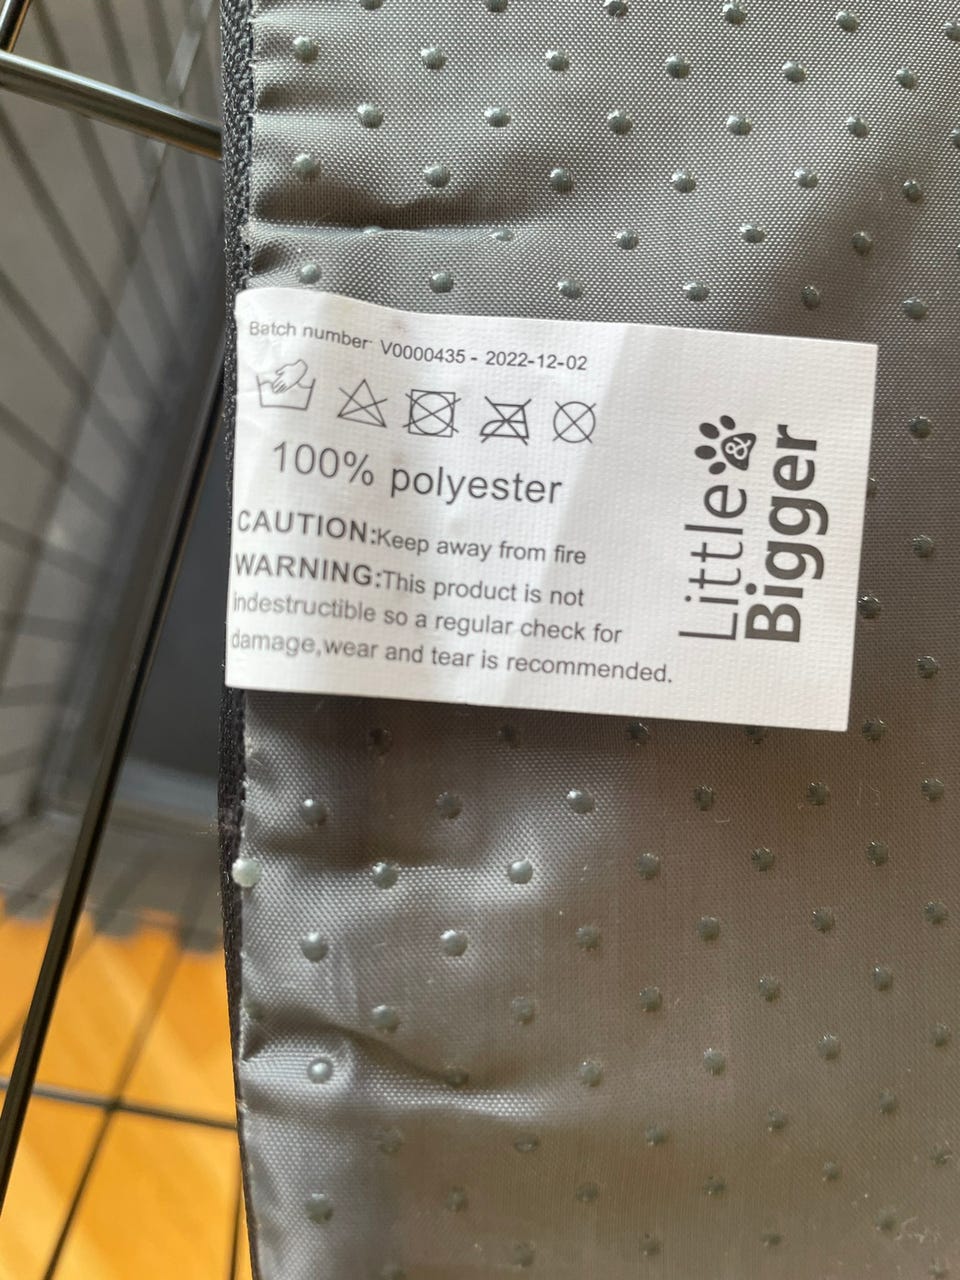 Batch number: V0000435 - 2022-12-02
100% polyester
CAUTION:Keep away from fire
WARNING:This product is not
indestructible so a regular check for
damage,wear and tear is recommended.
Little &
Bigger